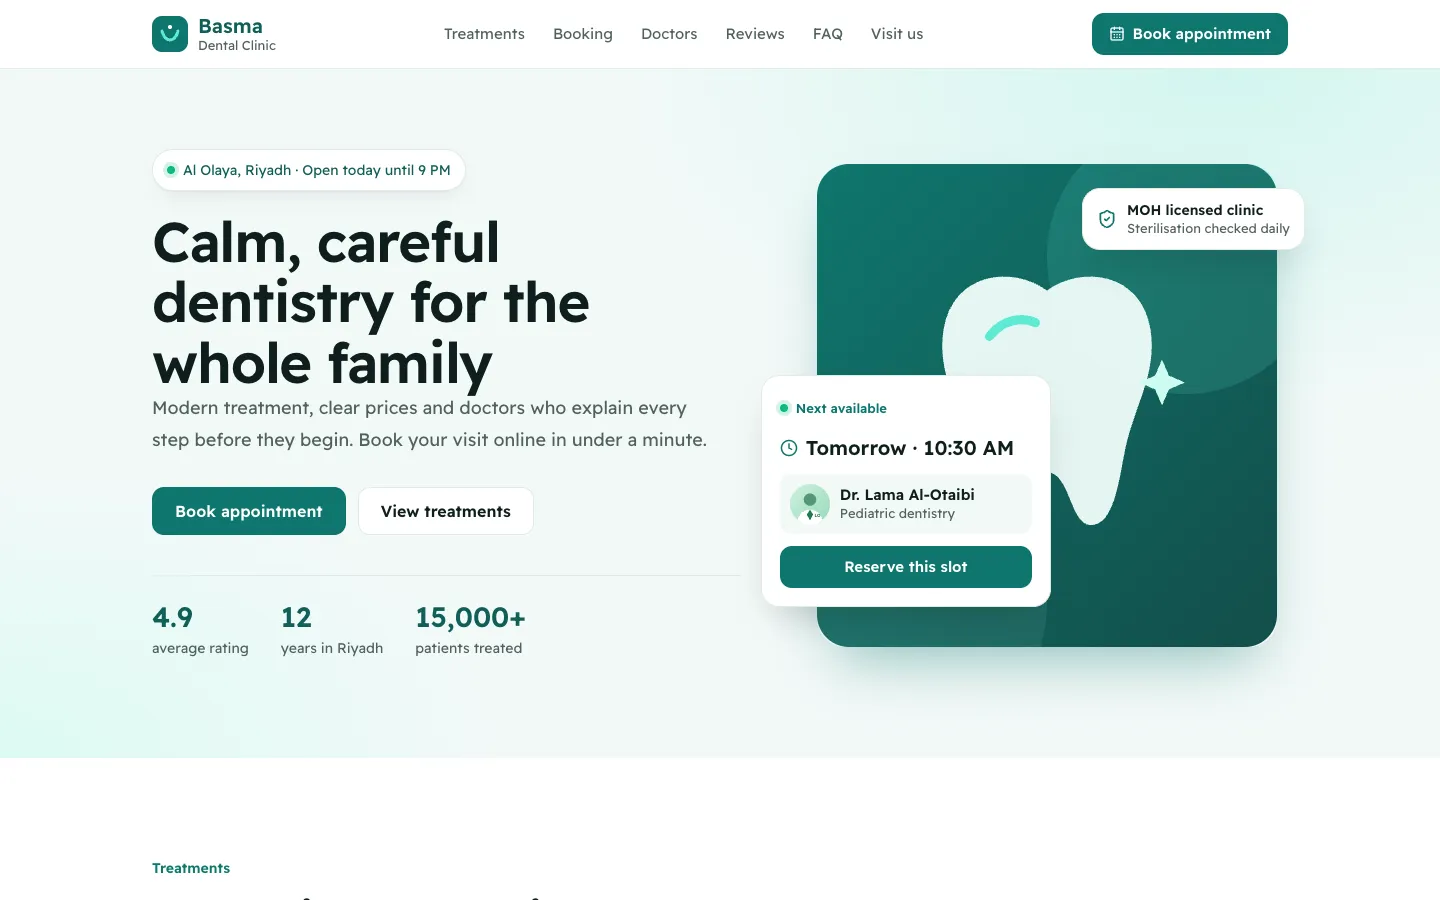 Basma
Dental Clinic
Treatments
Booking
Doctors
Reviews
FAQ
Visit us
Book appointment
Al Olaya, Riyadh · Open today until 9 PM
Calm, careful
dentistry for the
whole family
Modern treatment, clear prices and doctors who explain every
step before they begin. Book your visit online in under a minute.
Book appointment
View treatments
4.9
average rating
12
years in Riyadh
15,000+
patients treated
MOH licensed clinic
Sterilisation checked daily
Next available
Tomorrow · 10:30 AM
Dr. Lama Al-Otaibi
Pediatric dentistry
Reserve this slot
Treatments